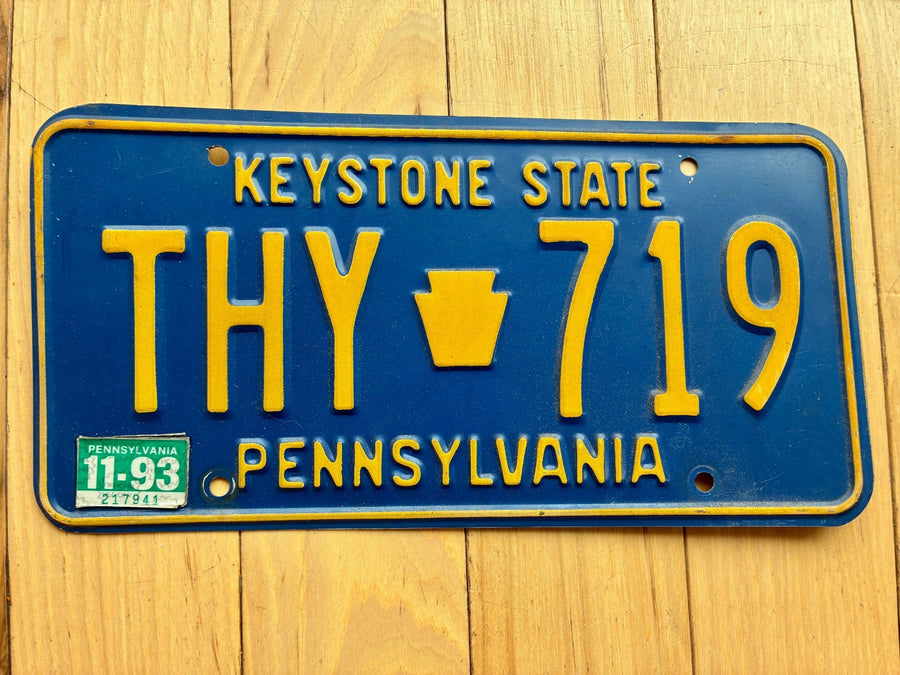 KEYSTONE STATE
THY 719
PENNSYLVANIA
PENNSYLVANIA
11-93
217941